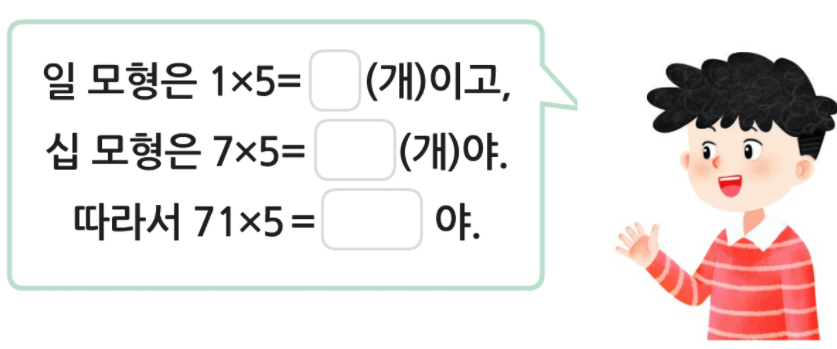 일 모형은 1×5=□(개)이고,
십 모형은 7×5=□(개)야.
따라서 71×5=□ 야.